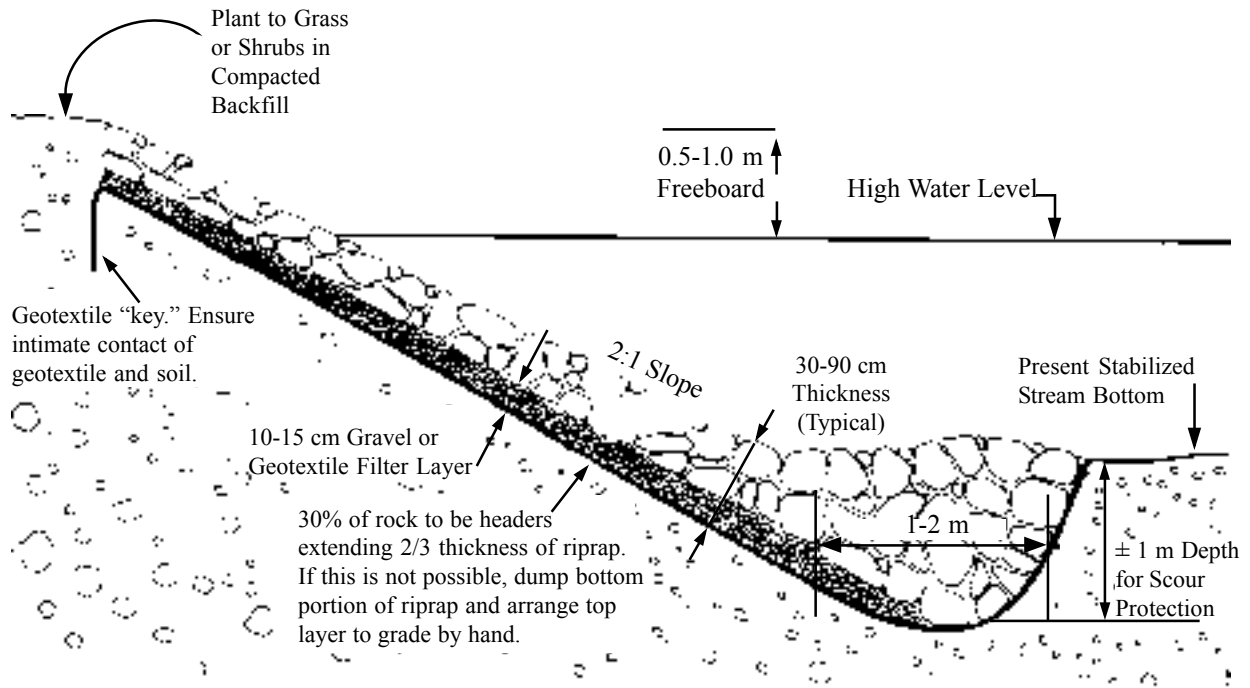 Plant to Grass
or Shrubs in
Compacted
Backfill
0.5-1.0 m
Freeboard
High Water Level
Geotextile “key.” Ensure
intimate contact of
geotextile and soil.
2:1 Slope
30-90 cm
Thickness
(Typical)
Present Stabilized
Stream Bottom
10-15 cm Gravel or
Geotextile Filter Layer
30% of rock to be headers
extending 2/3 thickness of riprap.
If this is not possible, dump bottom
portion of riprap and arrange top
layer to grade by hand.
1-2 m
± 1 m Depth
for Scour
Protection